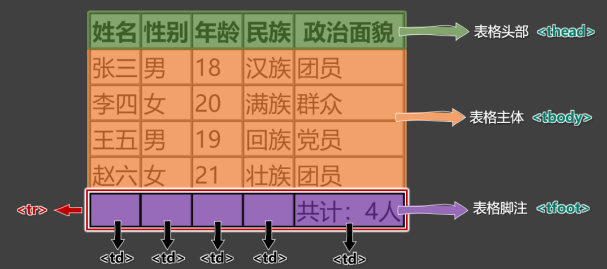 姓名 性别 年龄 民族 政治面貌 表格头部 <thead>
张三 男 18 汉族 团员
李四 女 20 满族 群众
王五 男 19 回族 党员 表格主体 <tbody>
赵六 女 21 壮族 团员
<tr> 共计：4人 表格脚注 <tfoot>
<td> <td> <td> <td> <td>